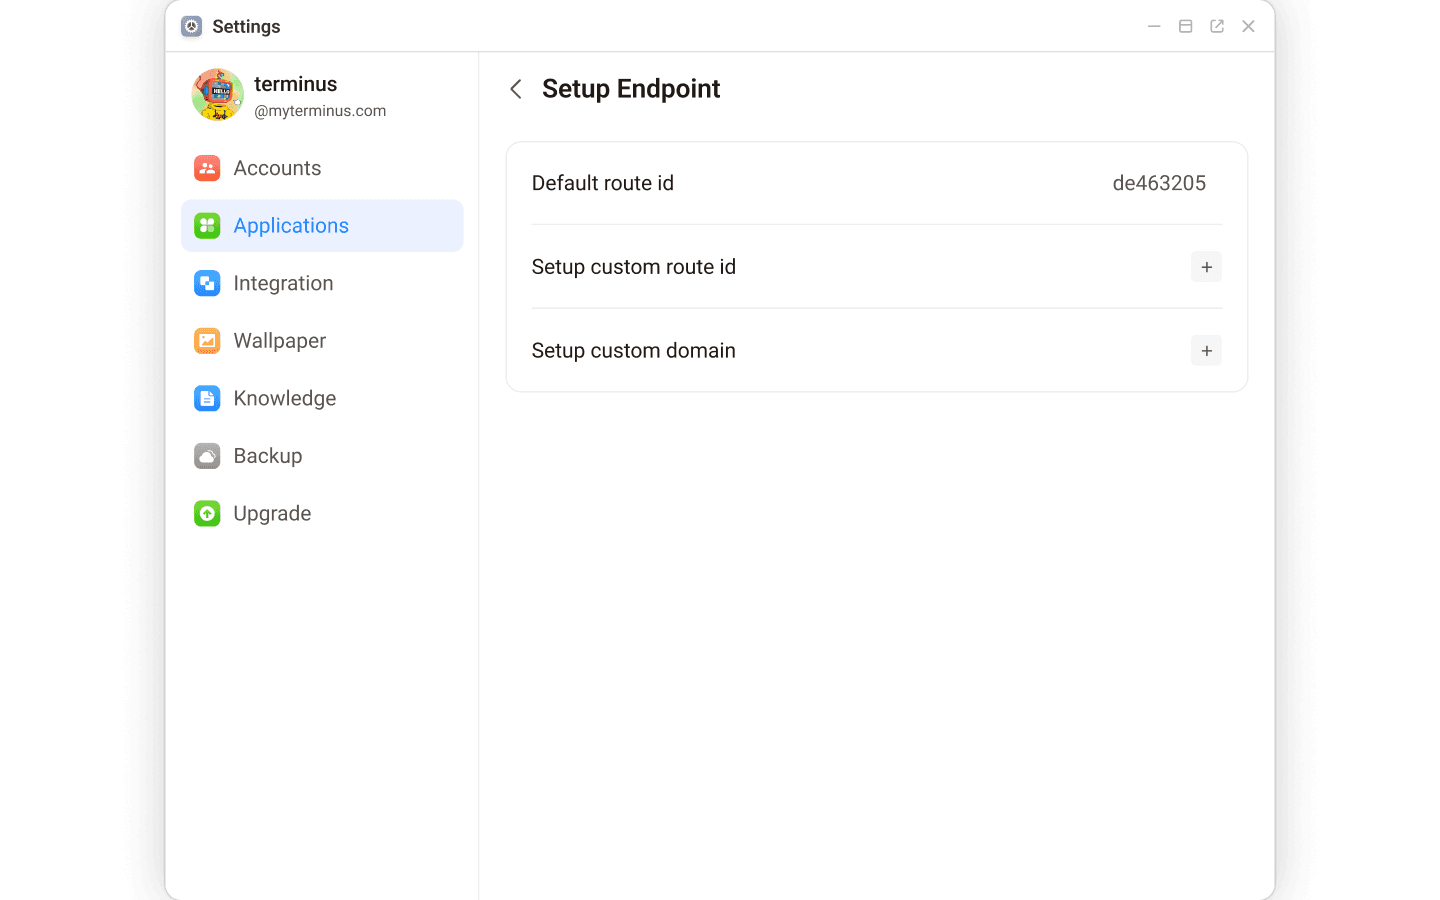 Settings
terminus
@myterminus.com
Accounts
Applications
Integration
Wallpaper
Knowledge
Backup
Upgrade
Setup Endpoint
Default route id de463205
Setup custom route id
Setup custom domain